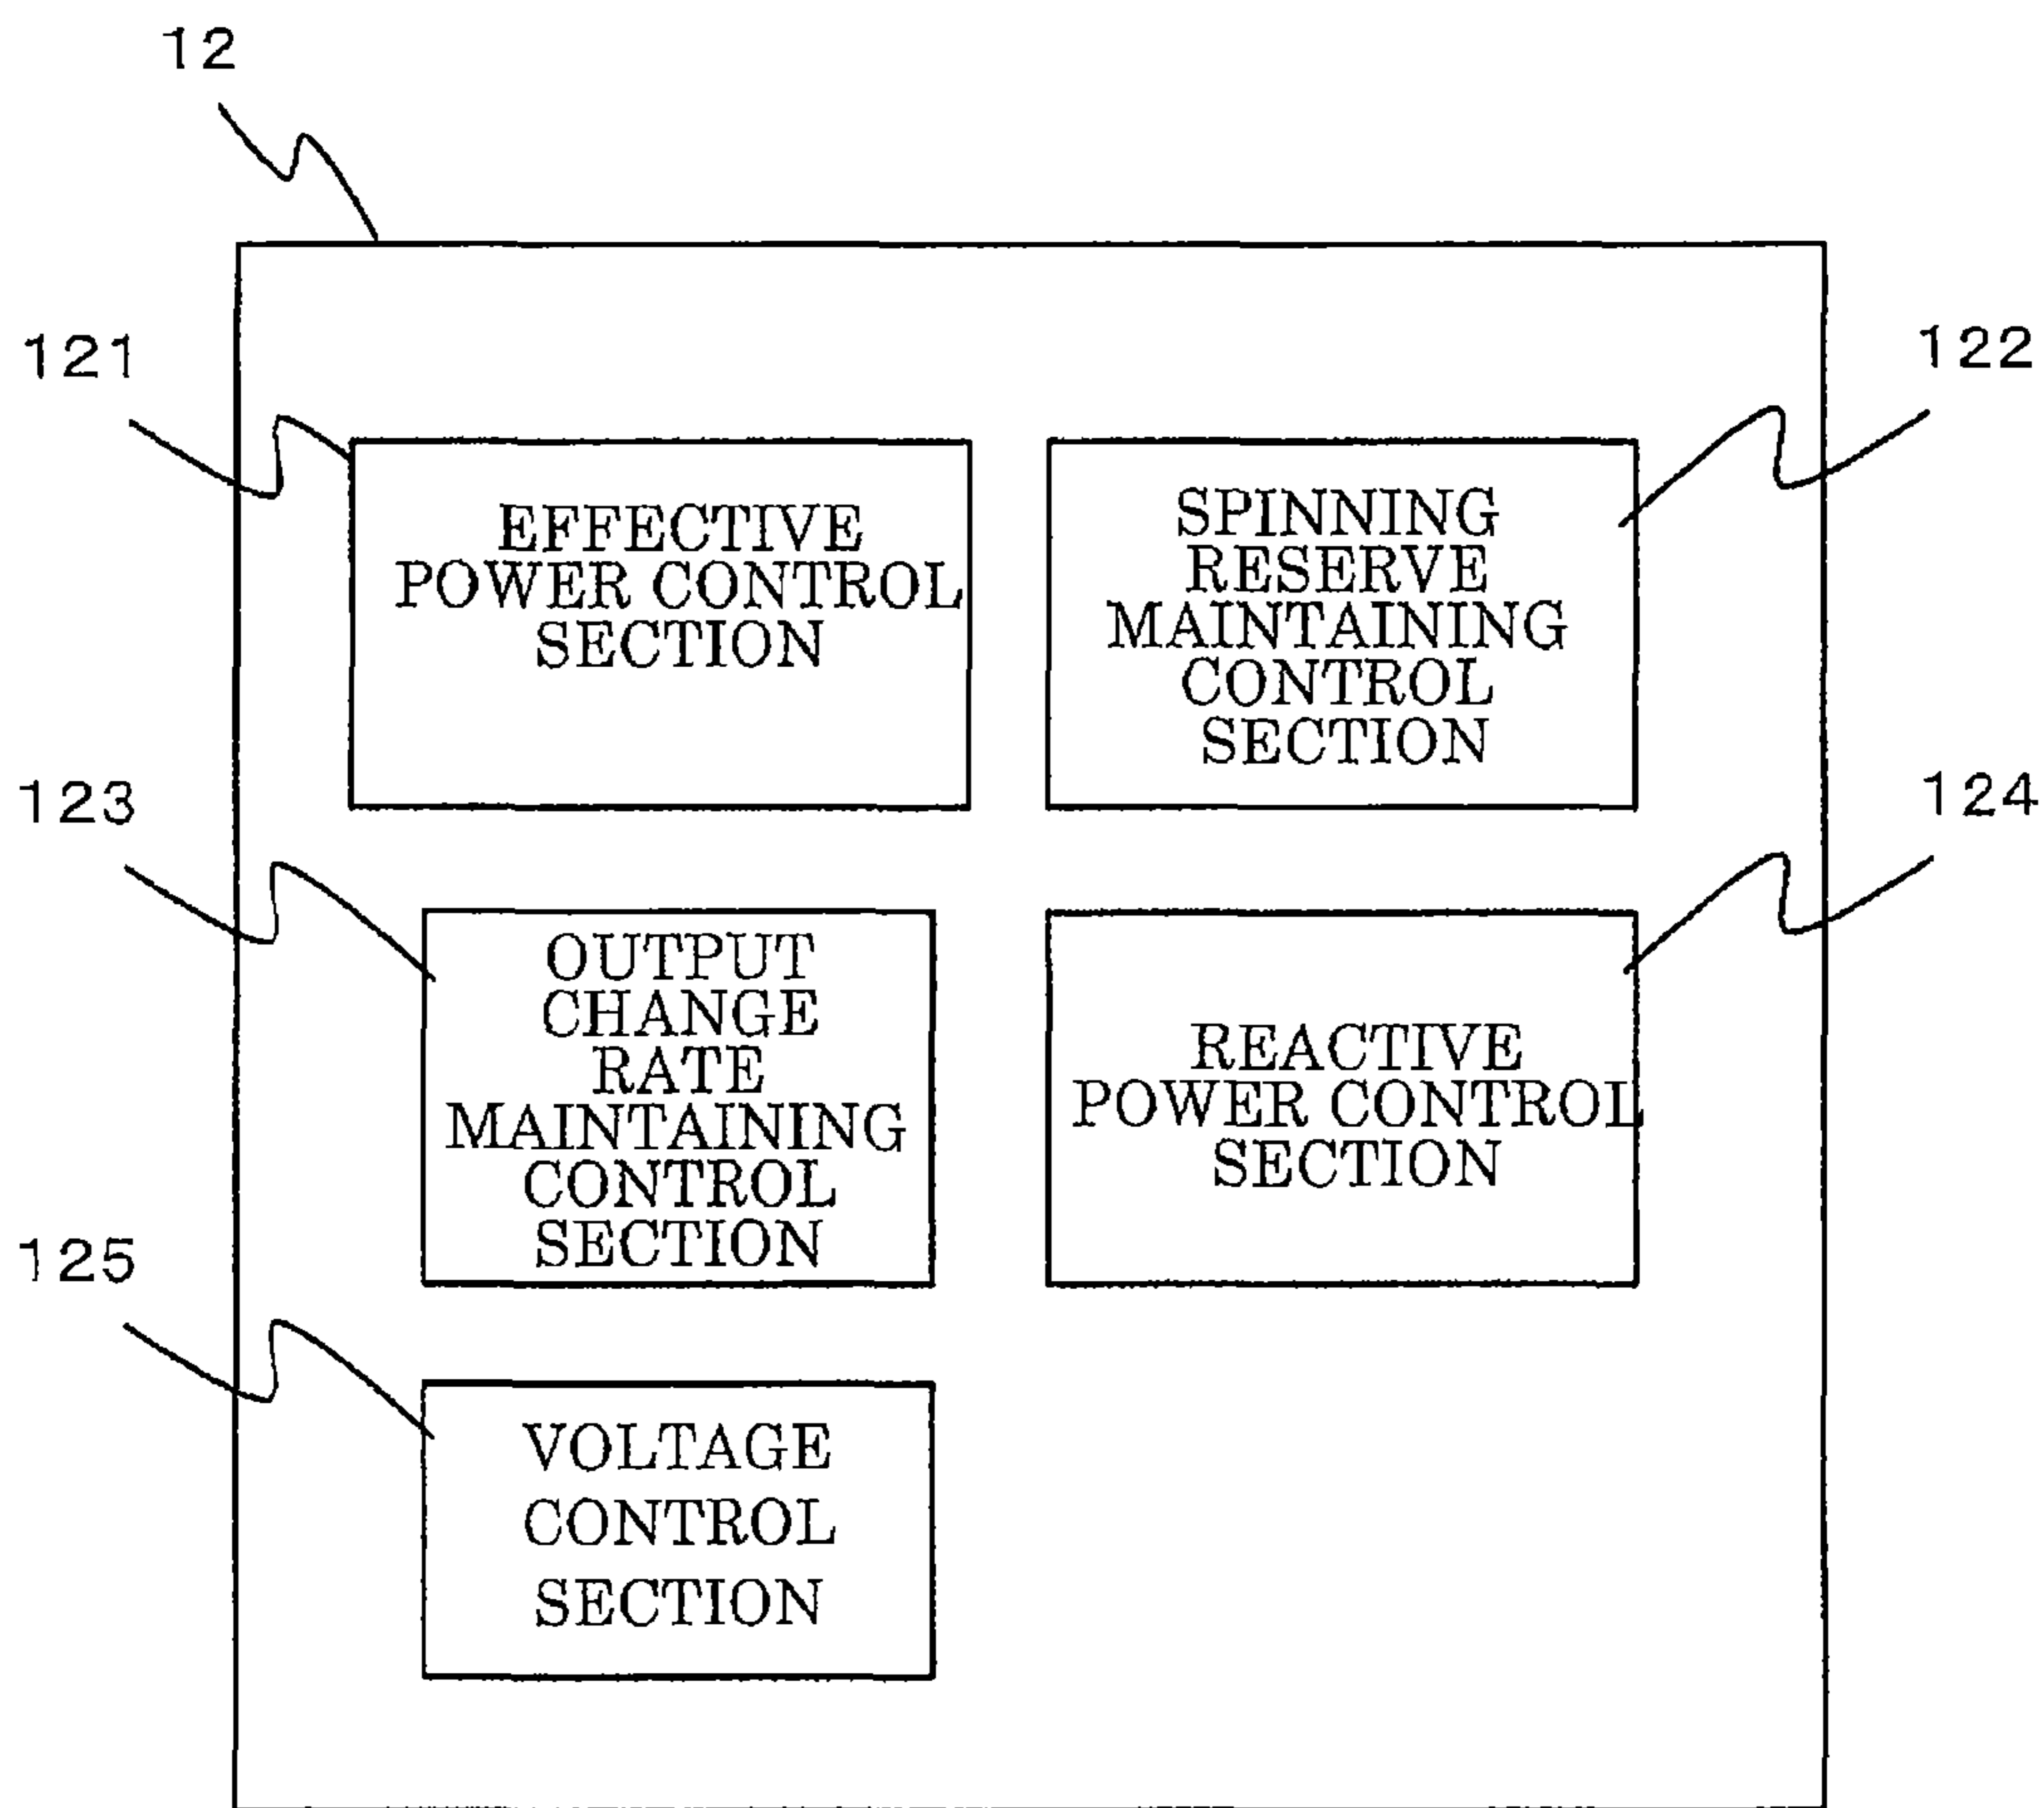 12
121
122
EFFECTIVE
POWER CONTROL
SECTION
SPINNING
RESERVE
MAINTAINING
CONTROL
SECTION
123
124
OUTPUT
CHANGE
RATE
MAINTAINING
CONTROL
SECTION
REACTIVE
POWER CONTROL
SECTION
125
VOLTAGE
CONTROL
SECTION